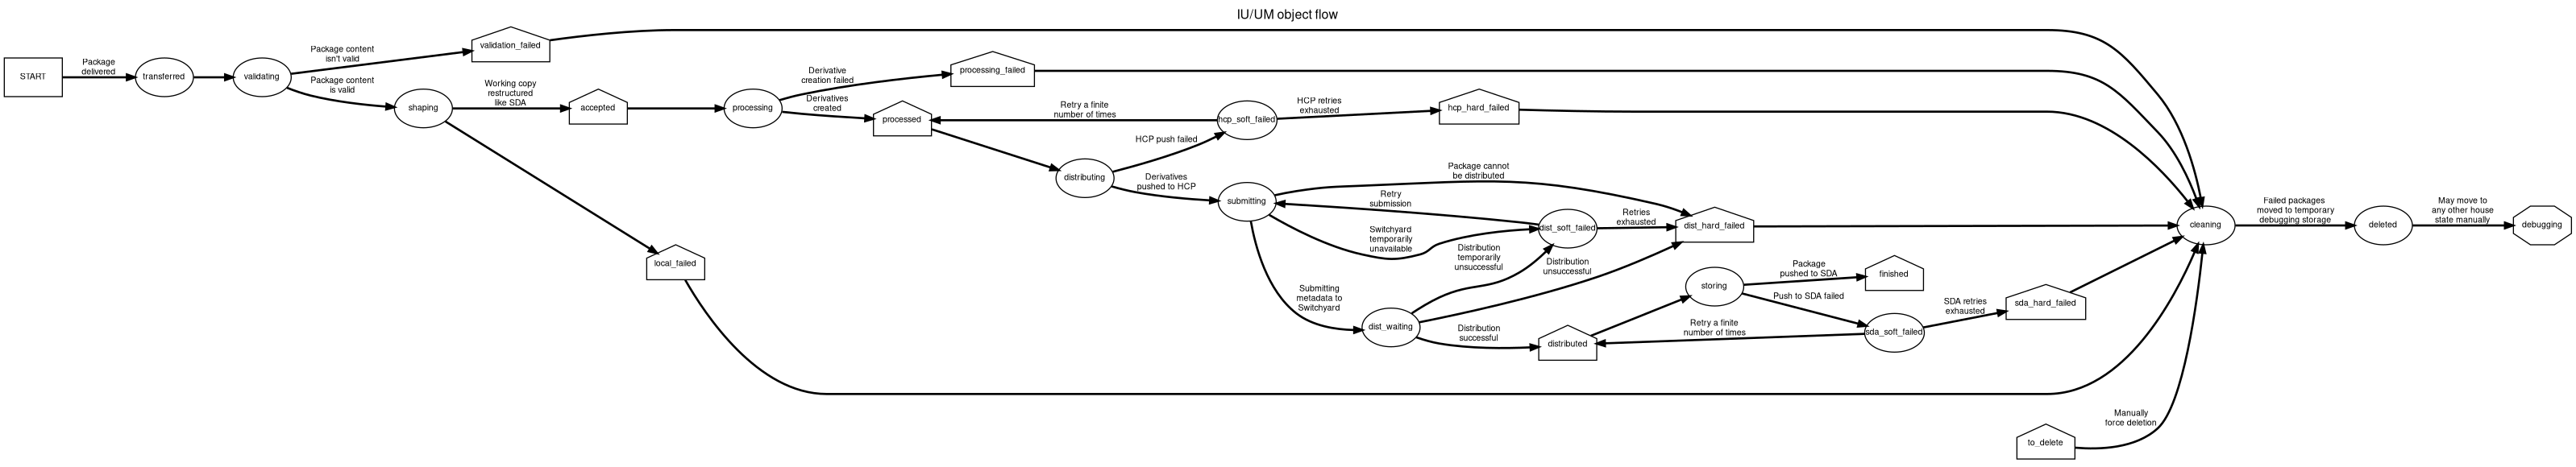 IU/UM object flow
START
Package
delivered
transferred
validating
Package content
isn't valid
Package content
is valid
validation_failed
shaping
Working copy
restructured
like SDA
accepted
local_failed
processing
Derivative
creation failed
Derivatives
created
processing_failed
processed
Retry a finite
number of times
distributing
HCP push failed
Derivatives
pushed to HCP
hcp_soft_failed
HCP retries
exhausted
hcp_hard_failed
submitting
Package cannot
be distributed
Retry
submission
Switchyard
temporarily
unavailable
Submitting
metadata to
Switchyard
dist_waiting
Distribution
temporarily
unsuccessful
Distribution
unsuccessful
Distribution
successful
dist_soft_failed
Retries
exhausted
dist_hard_failed
distributed
storing
Package
pushed to SDA
Push to SDA failed
Retry a finite
number of times
finished
sda_soft_failed
SDA retries
exhausted
sda_hard_failed
to_delete
Manually
force deletion
cleaning
Failed packages
moved to temporary
debugging storage
deleted
May move to
any other house
state manually
debugging